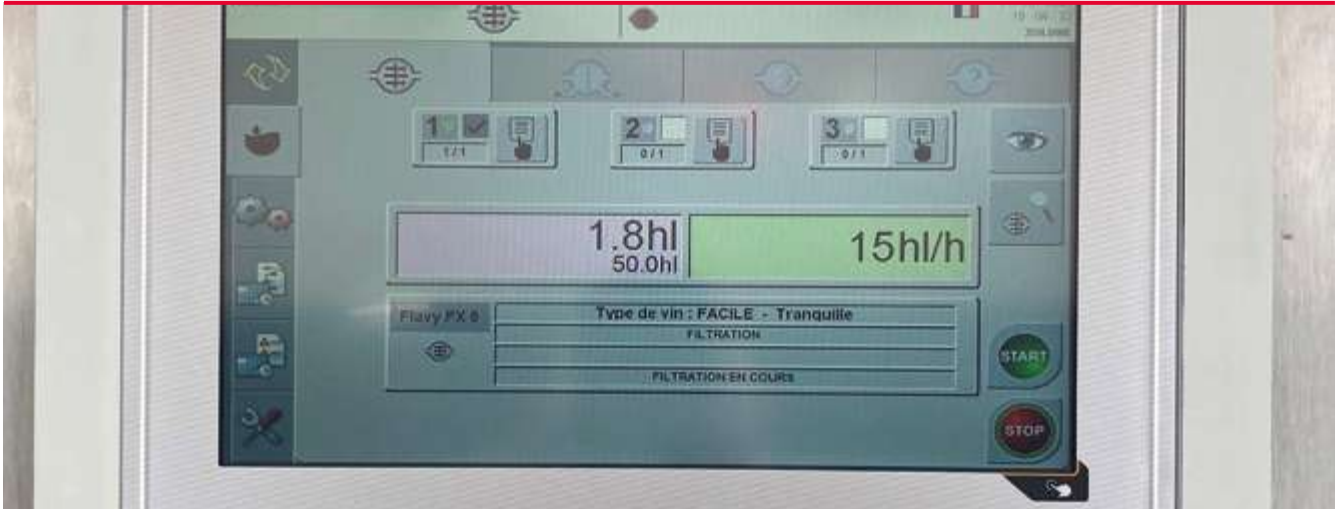 1
1/1
2
0/1
3
0/1
1.8hl
50.0hl
15hl/h
Flavy FX 6
Type de vin : FACILE - Tranquille
FILTRATION
FILTRATION EN COURS
START
STOP